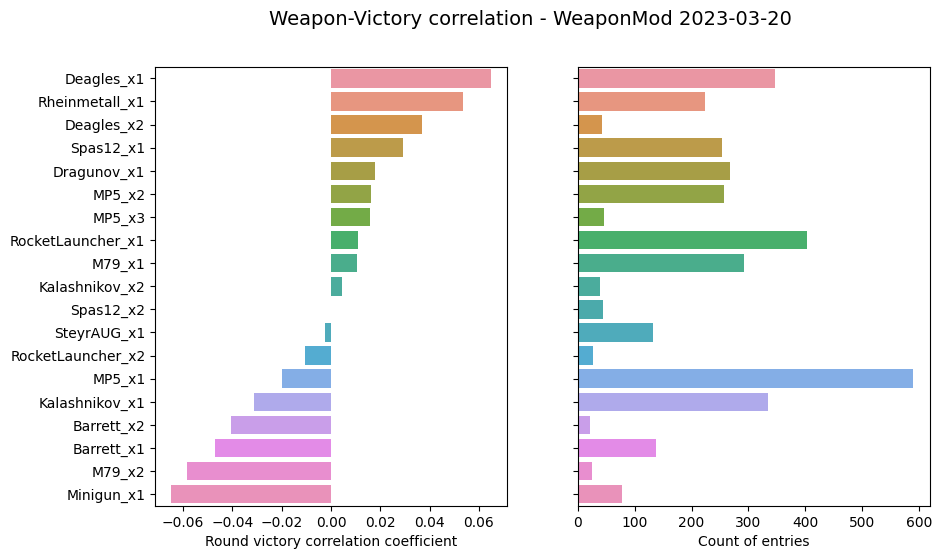 Weapon-Victory correlation - WeaponMod 2023-03-20
Deagles_x1
Rheinmetall_x1
Deagles_x2
Spas12_x1
Dragunov_x1
MP5_x2
MP5_x3
RocketLauncher_x1
M79_x1
Kalashnikov_x2
Spas12_x2
SteyrAUG_x1
RocketLauncher_x2
MP5_x1
Kalashnikov_x1
Barrett_x2
Barrett_x1
M79_x2
Minigun_x1
−0.06 −0.04 −0.02 0.00 0.02 0.04 0.06
Round victory correlation coefficient
0 100 200 300 400 500 600
Count of entries